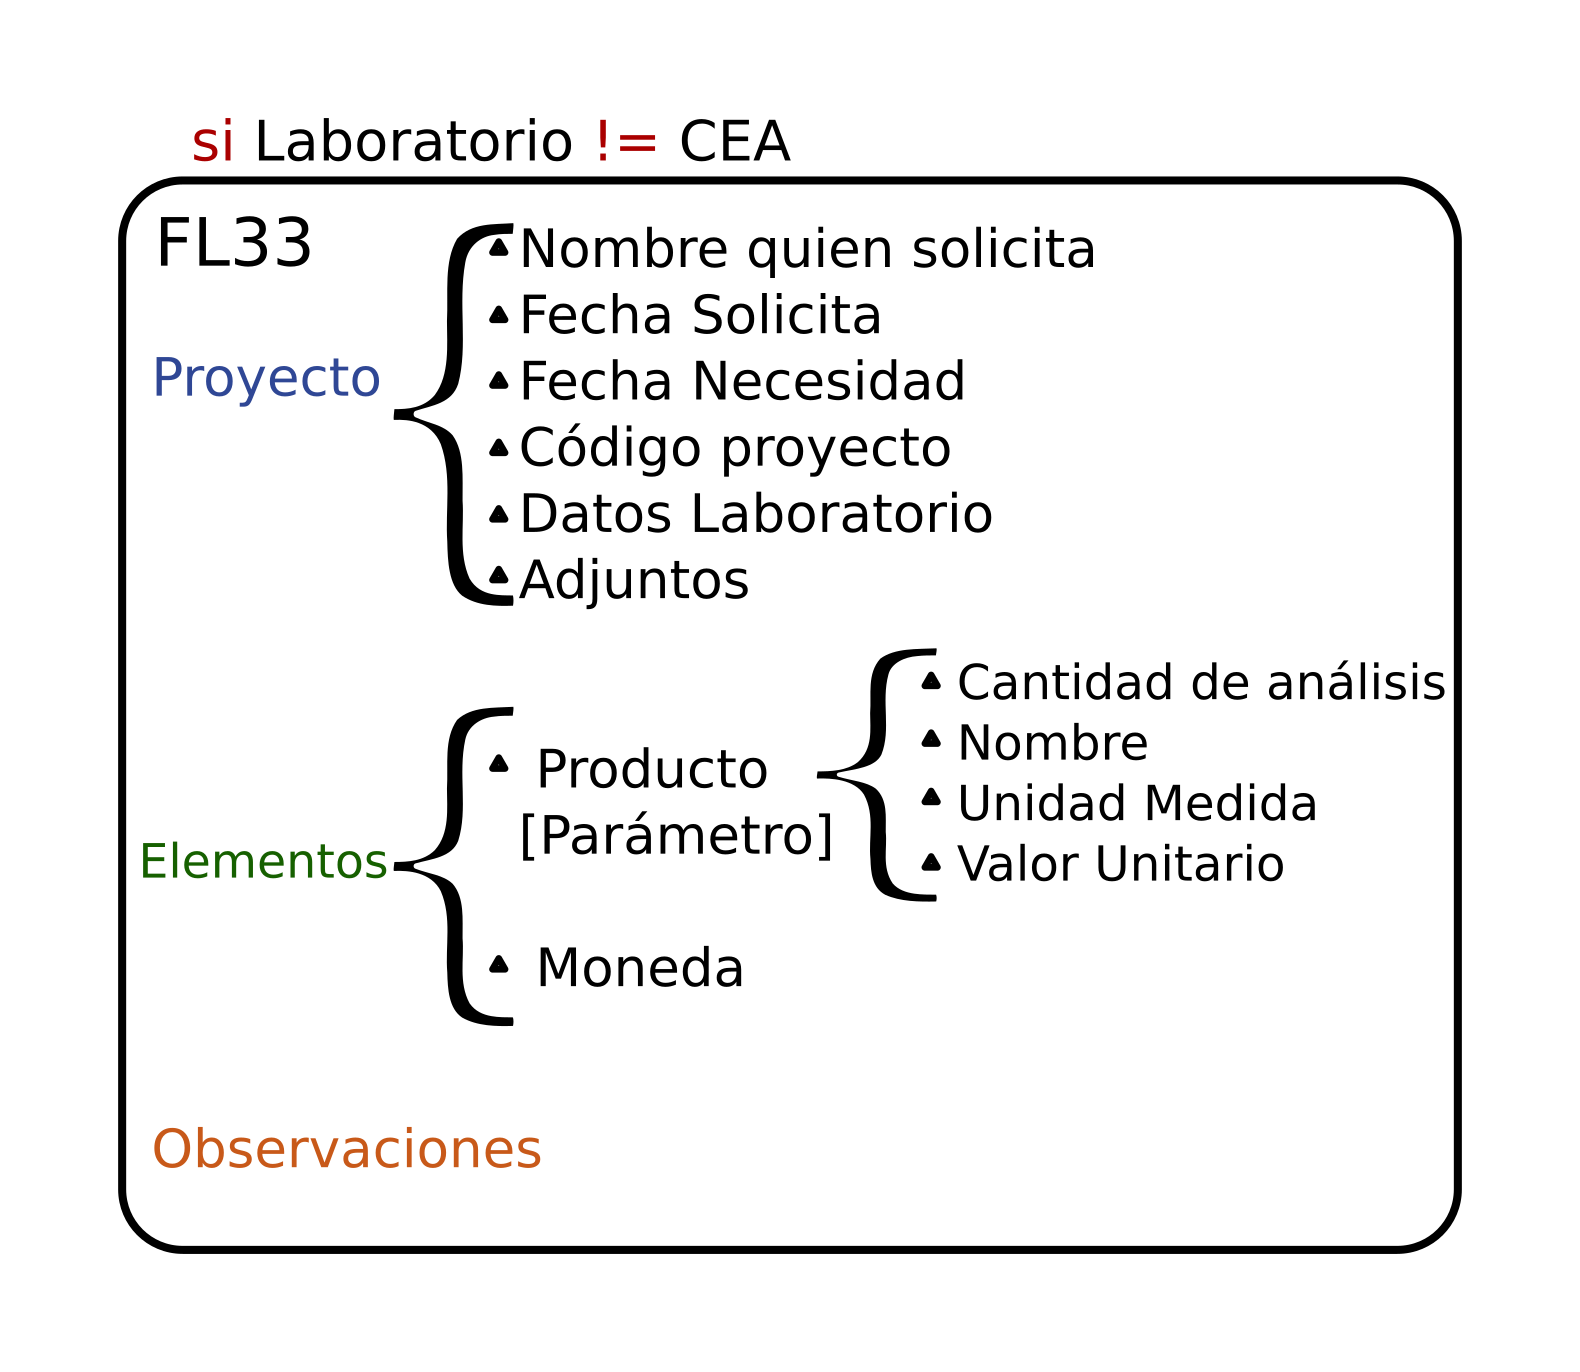 si Laboratorio != CEA
FL33
Proyecto
Nombre quien solicita
Fecha Solicita
Fecha Necesidad
Código proyecto
Datos Laboratorio
Adjuntos
Elementos
Producto
[Parámetro]
Cantidad de análisis
Nombre
Unidad Medida
Valor Unitario
Moneda
Observaciones